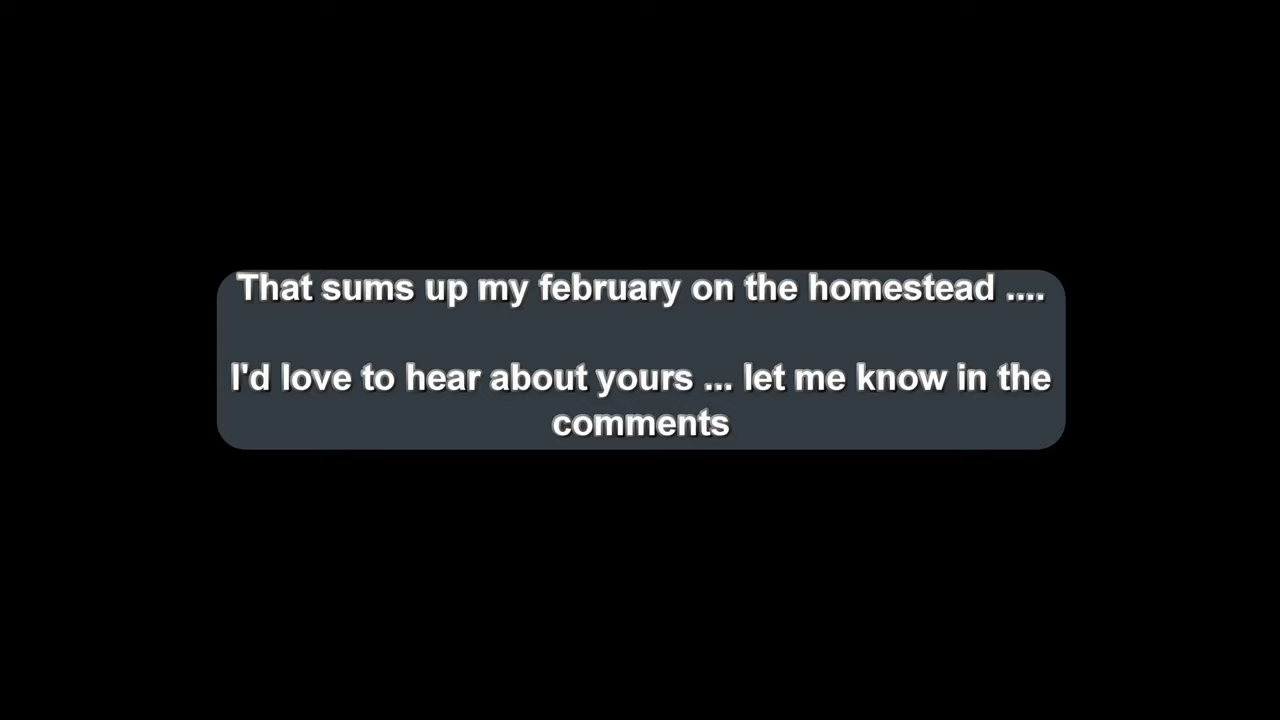 That sums up my february on the homestead ....
I'd love to hear about yours ... let me know in the
comments